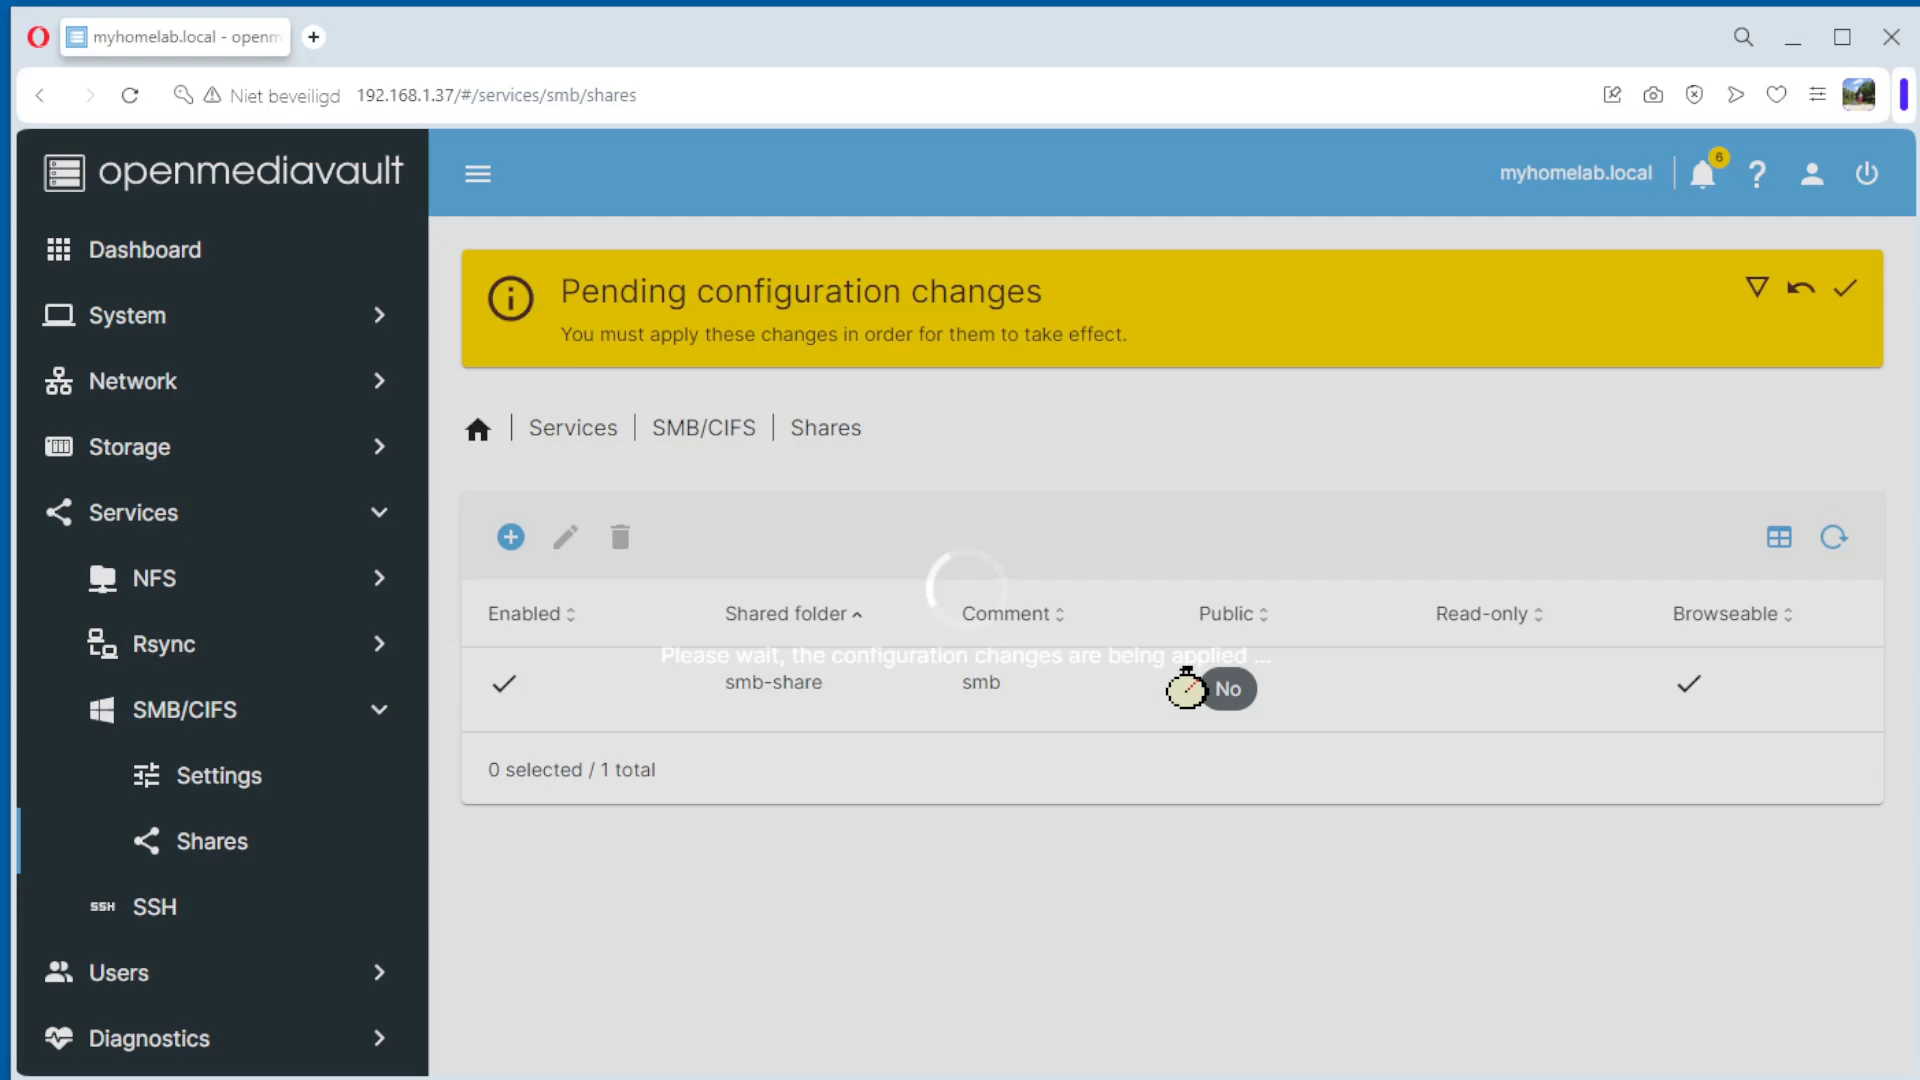 myhomelab.local - openm
Niet beveiligd 192.168.1.37/#/services/smb/shares
openmediavault
myhomelab.local
6
Dashboard
System
Network
Storage
Services
NFS
Rsync
SMB/CIFS
Settings
Shares
SSH SSH
Users
Diagnostics
Pending configuration changes
You must apply these changes in order for them to take effect.
Services | SMB/CIFS | Shares
Enabled Shared folder Comment Public Read-only Browseable
Please wait, the configuration changes are being applied ...
smb-share smb No
0 selected / 1 total